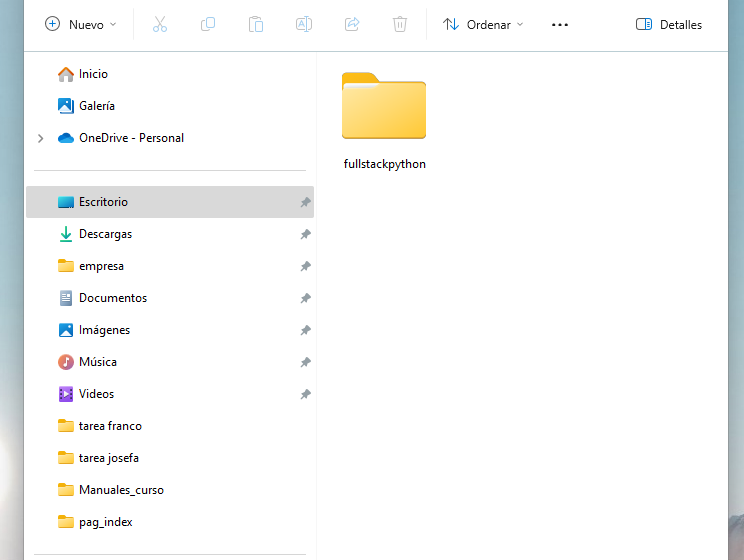 Nuevo
Ordenar
Detalles
Inicio
Galería
OneDrive - Personal
Escritorio
Descargas
empresa
Documentos
Imágenes
Música
Videos
tarea franco
tarea josefa
Manuales_curso
pag_index
fullstackpython